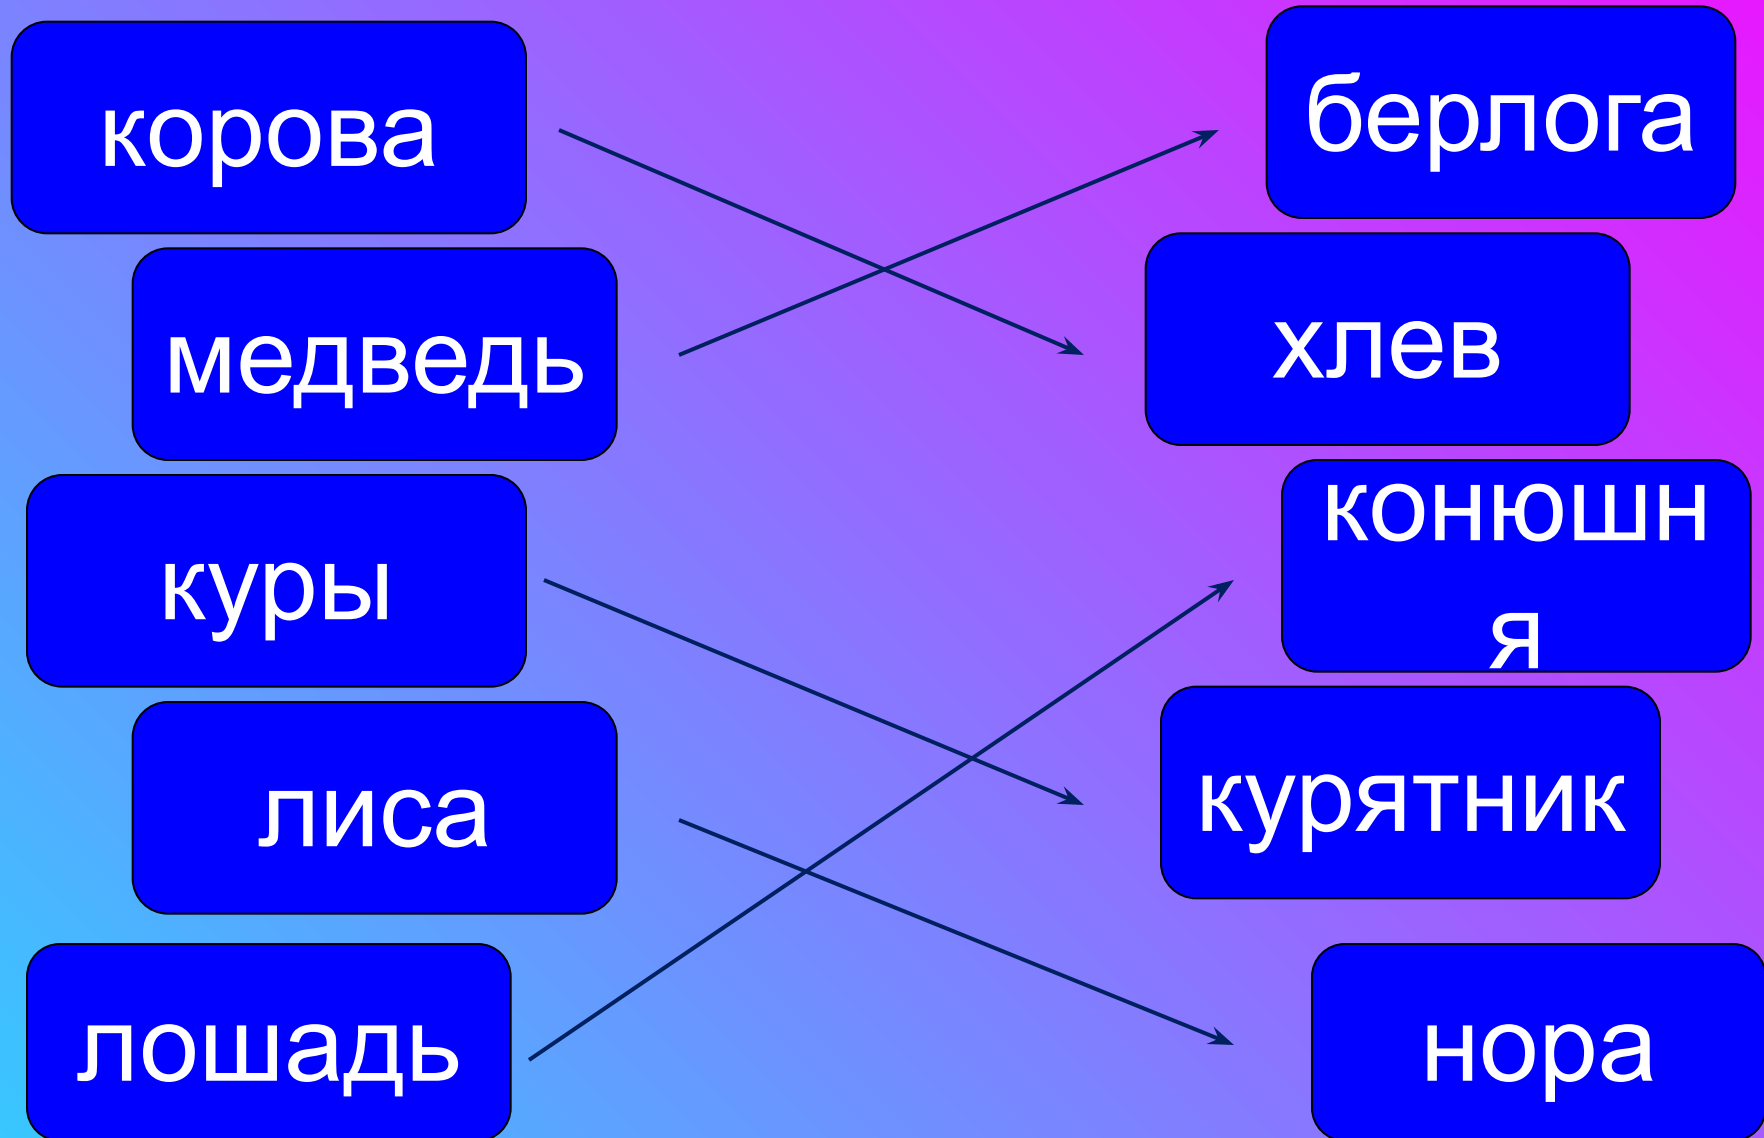 корова
медведь
куры
лиса
лошадь
берлога
хлев
конюшн
я
курятник
нора